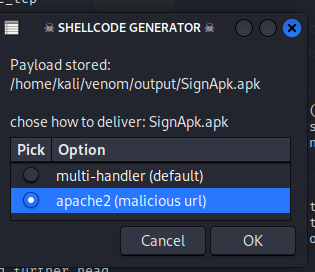 ☠ SHELLCODE GENERATOR ☠
Payload stored:
/home/kali/venom/output/SignApk.apk
chose how to deliver: SignApk.apk
Pick Option
multi-handler (default)
apache2 (malicious url)
Cancel OK